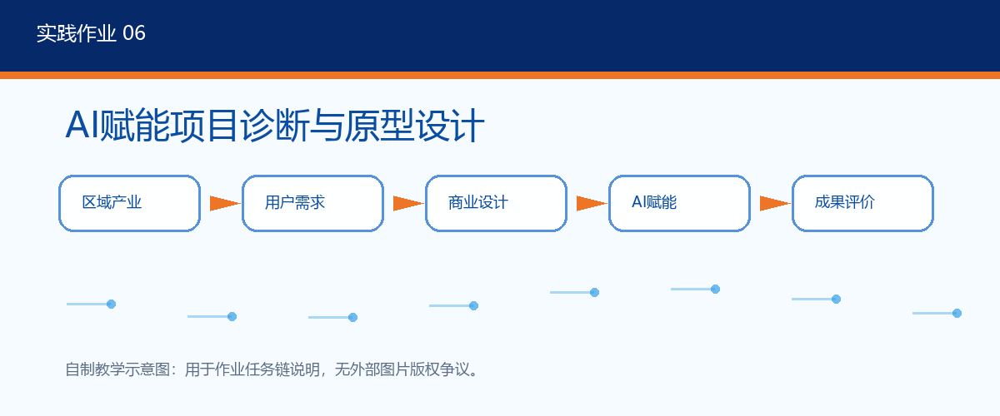 实践作业 06
AI赋能项目诊断与原型设计
区域产业
用户需求
商业设计
AI赋能
成果评价
自制教学示意图：用于作业任务链说明，无外部图片版权争议。